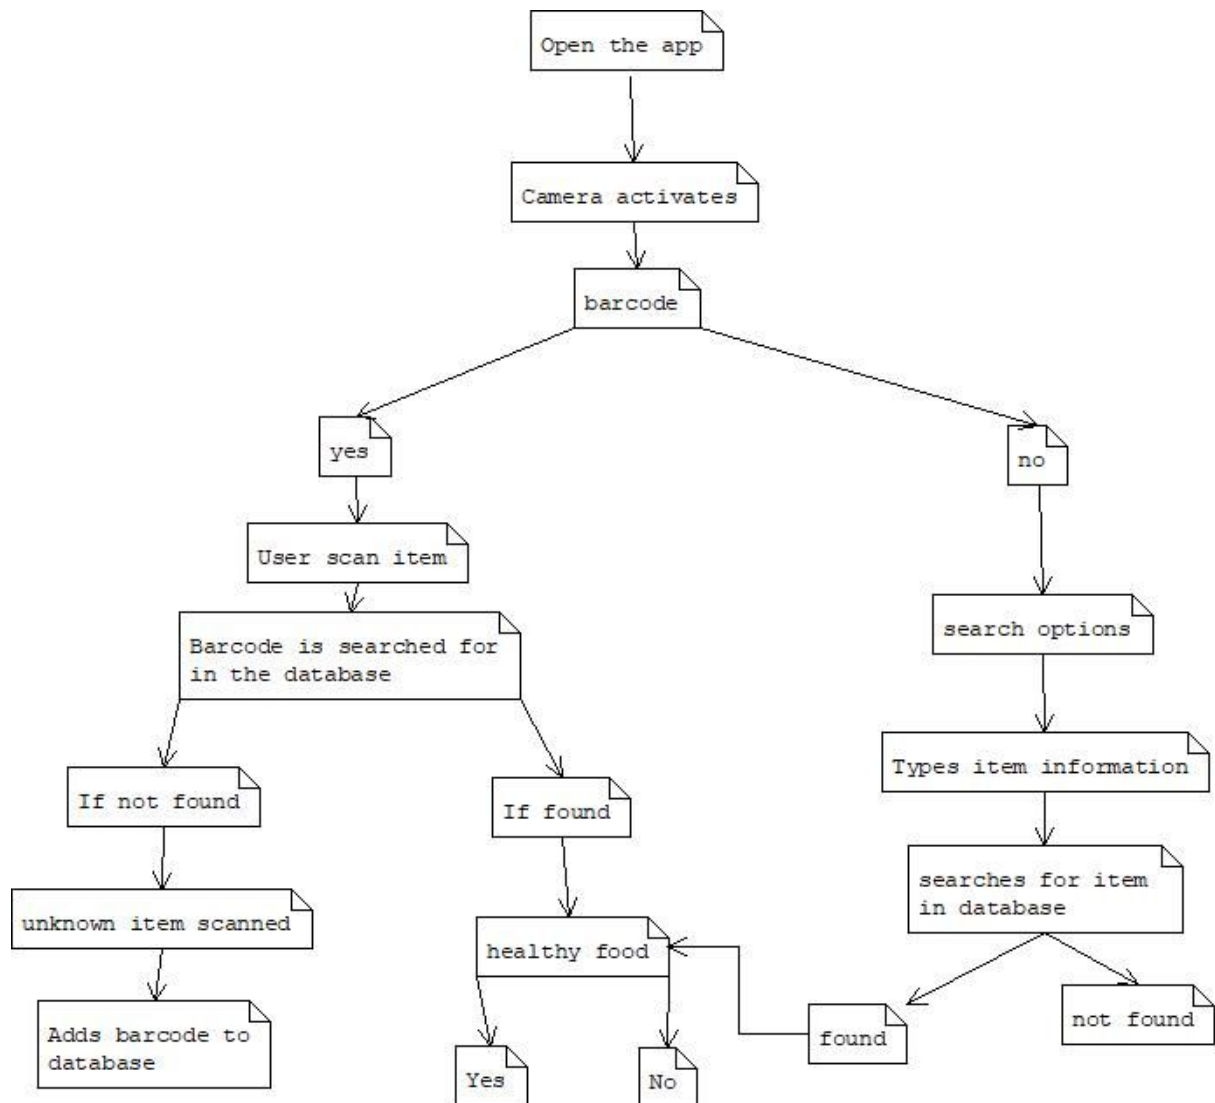 Open the app
Camera activates
barcode
yes
no
User scan item
search options
Barcode is searched for
in the database
Types item information
If not found
If found
searches for item
in database
unknown item scanned
healthy food
found
not found
Adds barcode to
database
Yes
No